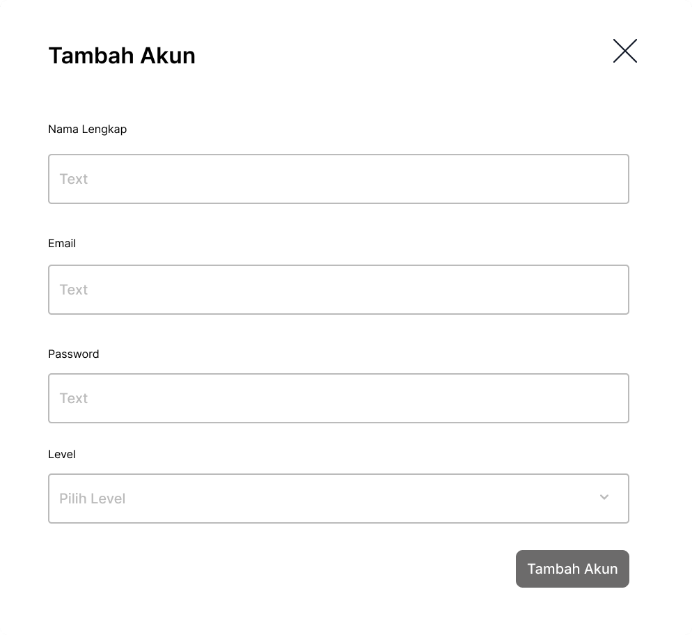 Tambah Akun
Nama Lengkap
Text
Email
Text
Password
Text
Level
Pilih Level
Tambah Akun